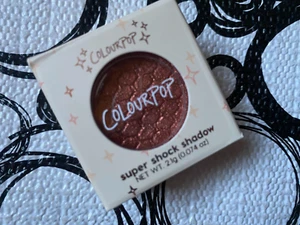 COLOURPOP
COLOURPOP
super shock shadow
NET WT. 2.1g (0.074 oz)